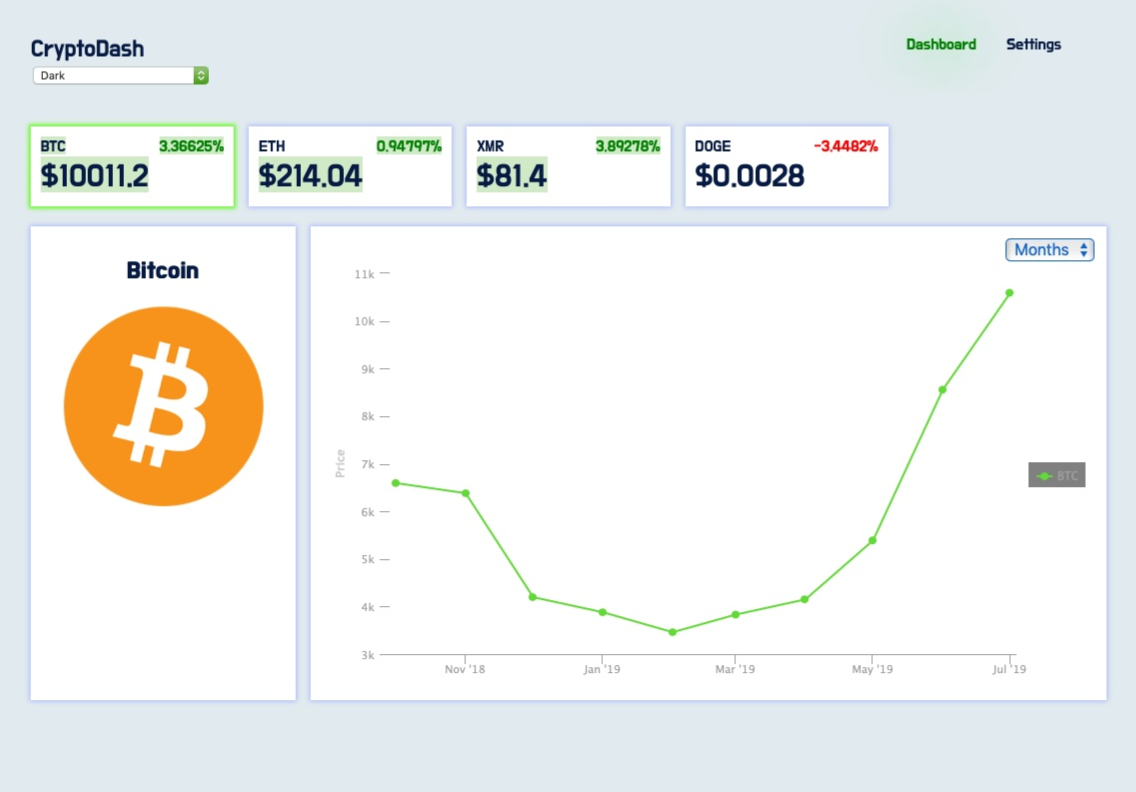 CryptoDash
Dashboard Settings
Dark
BTC 3.36625%
$10011.2
ETH 0.94797%
$214.04
XMR 3.89278%
$81.4
DOGE -3.4482%
$0.0028
Bitcoin
Months
11k
10k
9k
8k
7k
6k
5k
4k
3k
Price
Nov '18 Jan '19 Mar '19 May '19 Jul '19
BTC